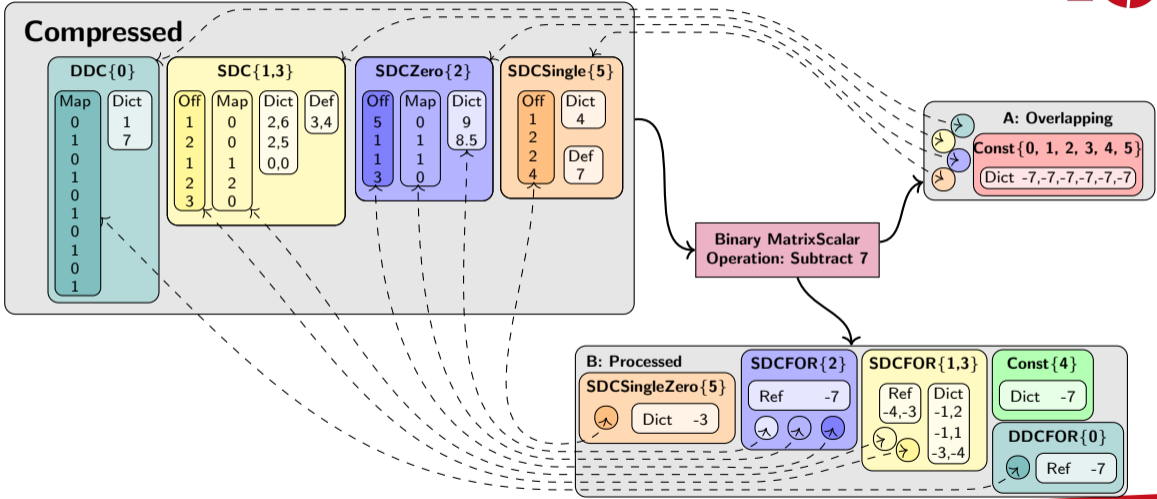 Compressed
DDC{0}
Map
0
1
0
1
0
1
0
1
0
1
Dict
1
7
SDC{1,3}
Off
1
2
1
2
3
Map
0
0
1
2
0
Dict
2,6
2,5
0,0
Def
3,4
SDCZero{2}
Off
5
1
1
3
Map
0
1
1
0
Dict
9
8.5
SDCSingle{5}
Off
1
2
2
4
Dict
4
Def
7
A: Overlapping
Const{0, 1, 2, 3, 4, 5}
Dict -7,-7,-7,-7,-7,-7
Binary MatrixScalar
Operation: Subtract 7
B: Processed
SDCSingleZero{5}
Dict -3
SDCFOR{2}
Ref -7
SDCFOR{1,3}
Ref
-4,-3
Dict
-1,2
-1,1
-3,-4
Const{4}
Dict -7
DDCFOR{0}
Ref -7